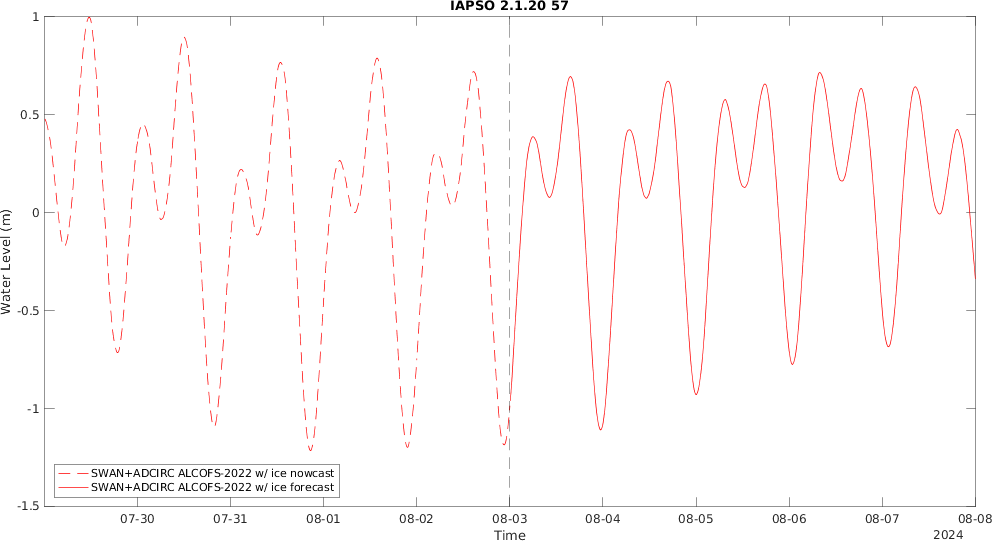 IAPSO 2.1.20 57
Water Level (m)
1
0.5
0
-0.5
-1
-1.5
SWAN+ADCIRC ALCOFS-2022 w/ ice nowcast
SWAN+ADCIRC ALCOFS-2022 w/ ice forecast
07-30 07-31 08-01 08-02 08-03 08-04 08-05 08-06 08-07 08-08
Time
2024